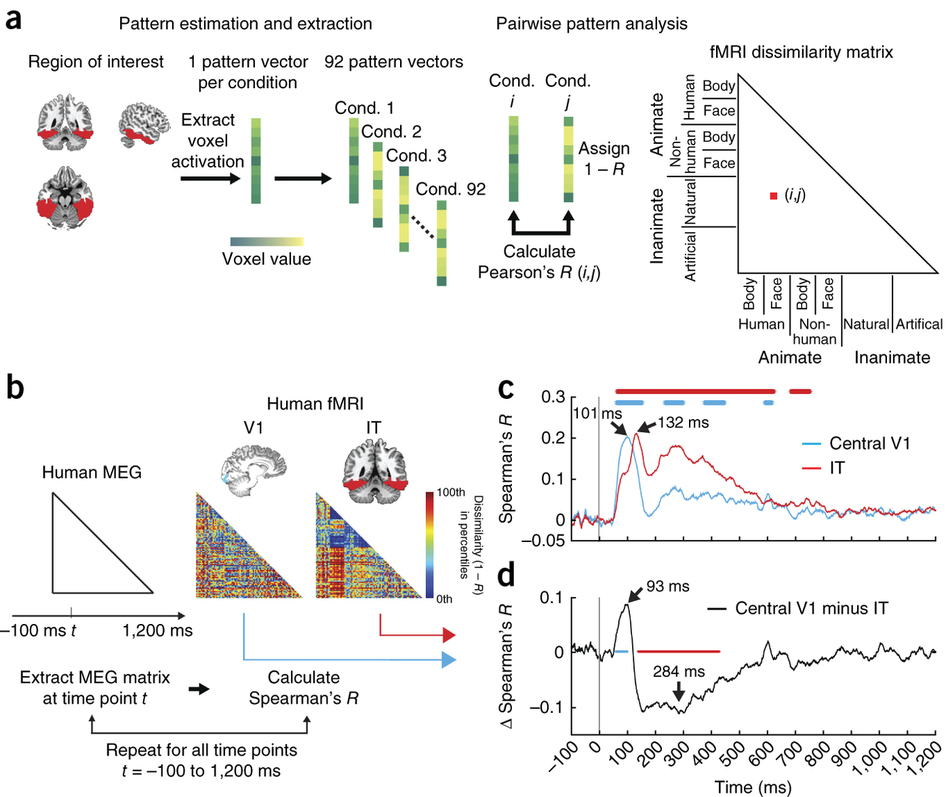 a
Pattern estimation and extraction
Pairwise pattern analysis
Region of interest
1 pattern vector
per condition
92 pattern vectors
Extract
voxel
activation
Voxel value
Cond. 1
Cond. 2
Cond. 3
Cond. 92
Cond.
i
Cond.
j
Assign
1 – R
Calculate
Pearson's R (i,j)
fMRI dissimilarity matrix
Animate
Inanimate
Human
Non-
human
Natural
Artificial
Body
Face
Body
Face
(i,j)
Body
Face
Body
Face
Human
Non-
human
Natural
Artifical
Animate
Inanimate
b
Human fMRI
V1
IT
Human MEG
100th
0th
Dissimilarity (1 – R)
in percentiles
–100 ms
t
1,200 ms
Extract MEG matrix
at time point t
Calculate
Spearman's R
Repeat for all time points
t = –100 to 1,200 ms
c
0.3
0.2
0.1
0
–0.05
Spearman's R
101 ms
132 ms
Central V1
IT
d
0.1
0
–0.1
Δ Spearman's R
93 ms
284 ms
Central V1 minus IT
–100
0
100
200
300
400
500
600
700
800
900
1,000
1,100
1,200
Time (ms)